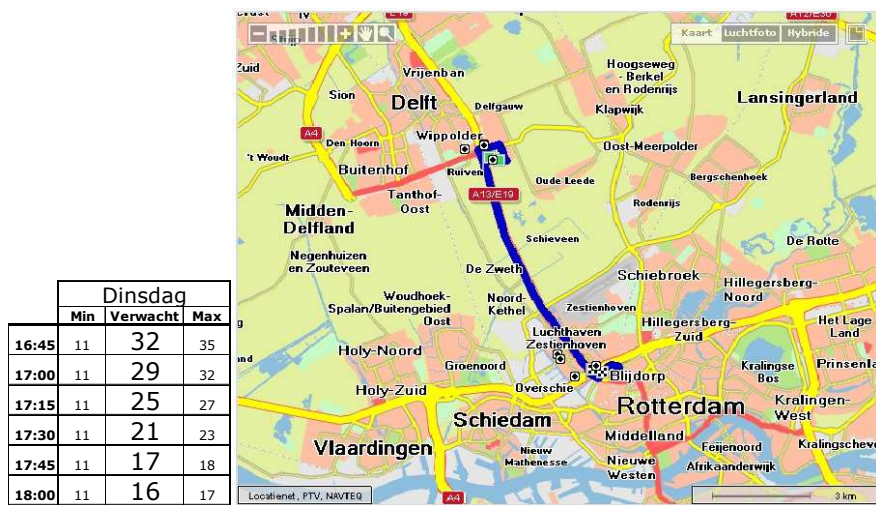 Dinsdag
Min Verwacht Max
16:45 11 32 35
17:00 11 29 32
17:15 11 25 27
17:30 11 21 23
17:45 11 17 18
18:00 11 16 17
E19
A12/E30
Kaart Luchtfoto Hybride
Zuid
Vrijenban
Hoogseweg
- Berkel
en Rodenrijs
Sion
Delft
Delfgauw
Lansingerland
Klapwijk
A4
Den Hoorn
Wippolder
Oost-Meerpolder
't Woudt
Buitenhof
Ruiven
Oude Leede
Bergschenhoek
Tanthof-
Oost
A13/E19
Rodenrijs
Midden-
Delfland
Schieveen
De Rotte
Negenhuizen
en Zouteveen
De Zweth
Schiebroek
Hillegersberg-
Noord
Woudhoek-
Spalan/Buitengebied
Oost
Noord-
Kethel
Zestienhoven
Luchthaven
Zestienhoven
Hillegersberg-
Zuid
Het Lage
Land
Holy-Noord
Groenoord
Kralingse
Bos
Prinsenla
Holy-Zuid
Overschie
Blijdorp
Rotterdam
Kralingen-
West
Schiedam
Vlaardingen
Middelland
Feijenoord
Kralingscheve
Nieuw
Mathenesse
Nieuwe
Westen
Afrikaanderwijk
Locatienet, PTV, NAVTEQ
A4
3 km